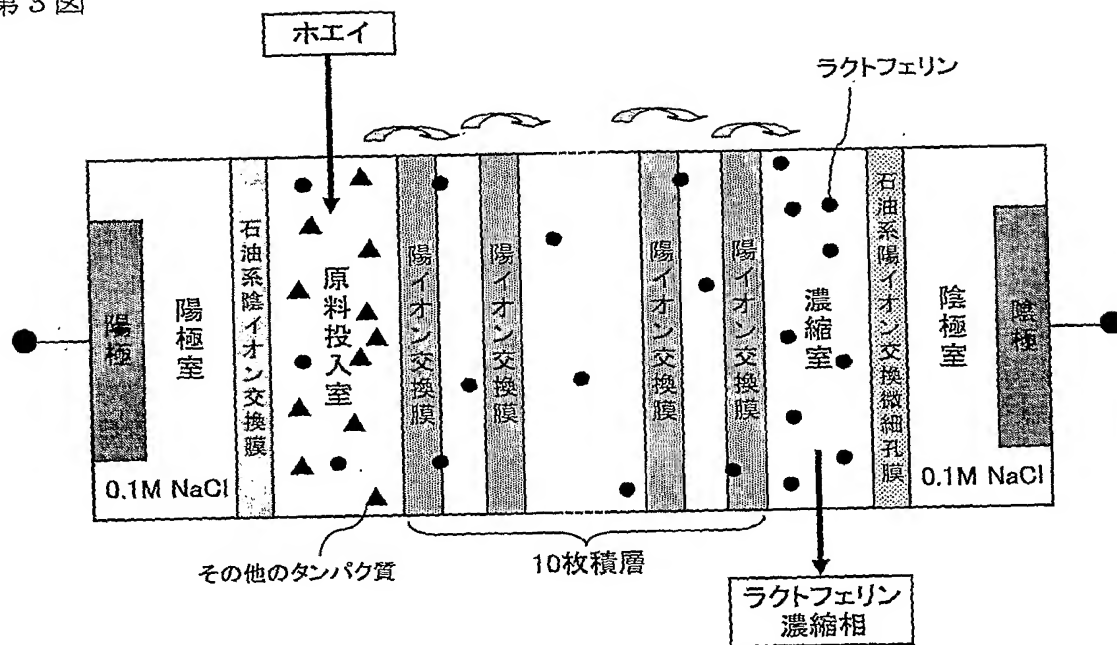 第3図
ホエイ
ラクトフェリン
陽極
陽極室
石油系陰イオン交換膜
原料投入室
陽イオン交換膜
陽イオン交換膜
陽イオン交換膜
陽イオン交換膜
濃縮室
石油系陽イオン交換微細孔膜
陰極室
陰極
0.1M NaCl
0.1M NaCl
その他のタンパク質
10枚積層
ラクトフェリン
濃縮相